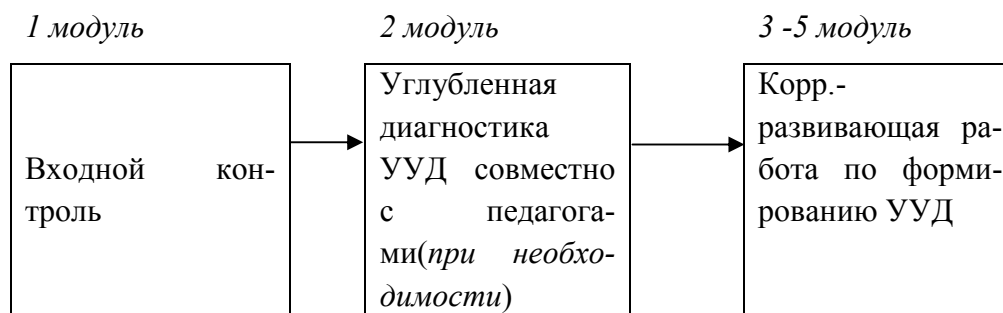 1 модуль
2 модуль
3 -5 модуль
Входной кон-
троль
Углубленная
диагностика
УУД совместно
с педагога-
ми(при необхо-
димости)
Корр.-
развивающая ра-
бота по форми-
рованию УУД